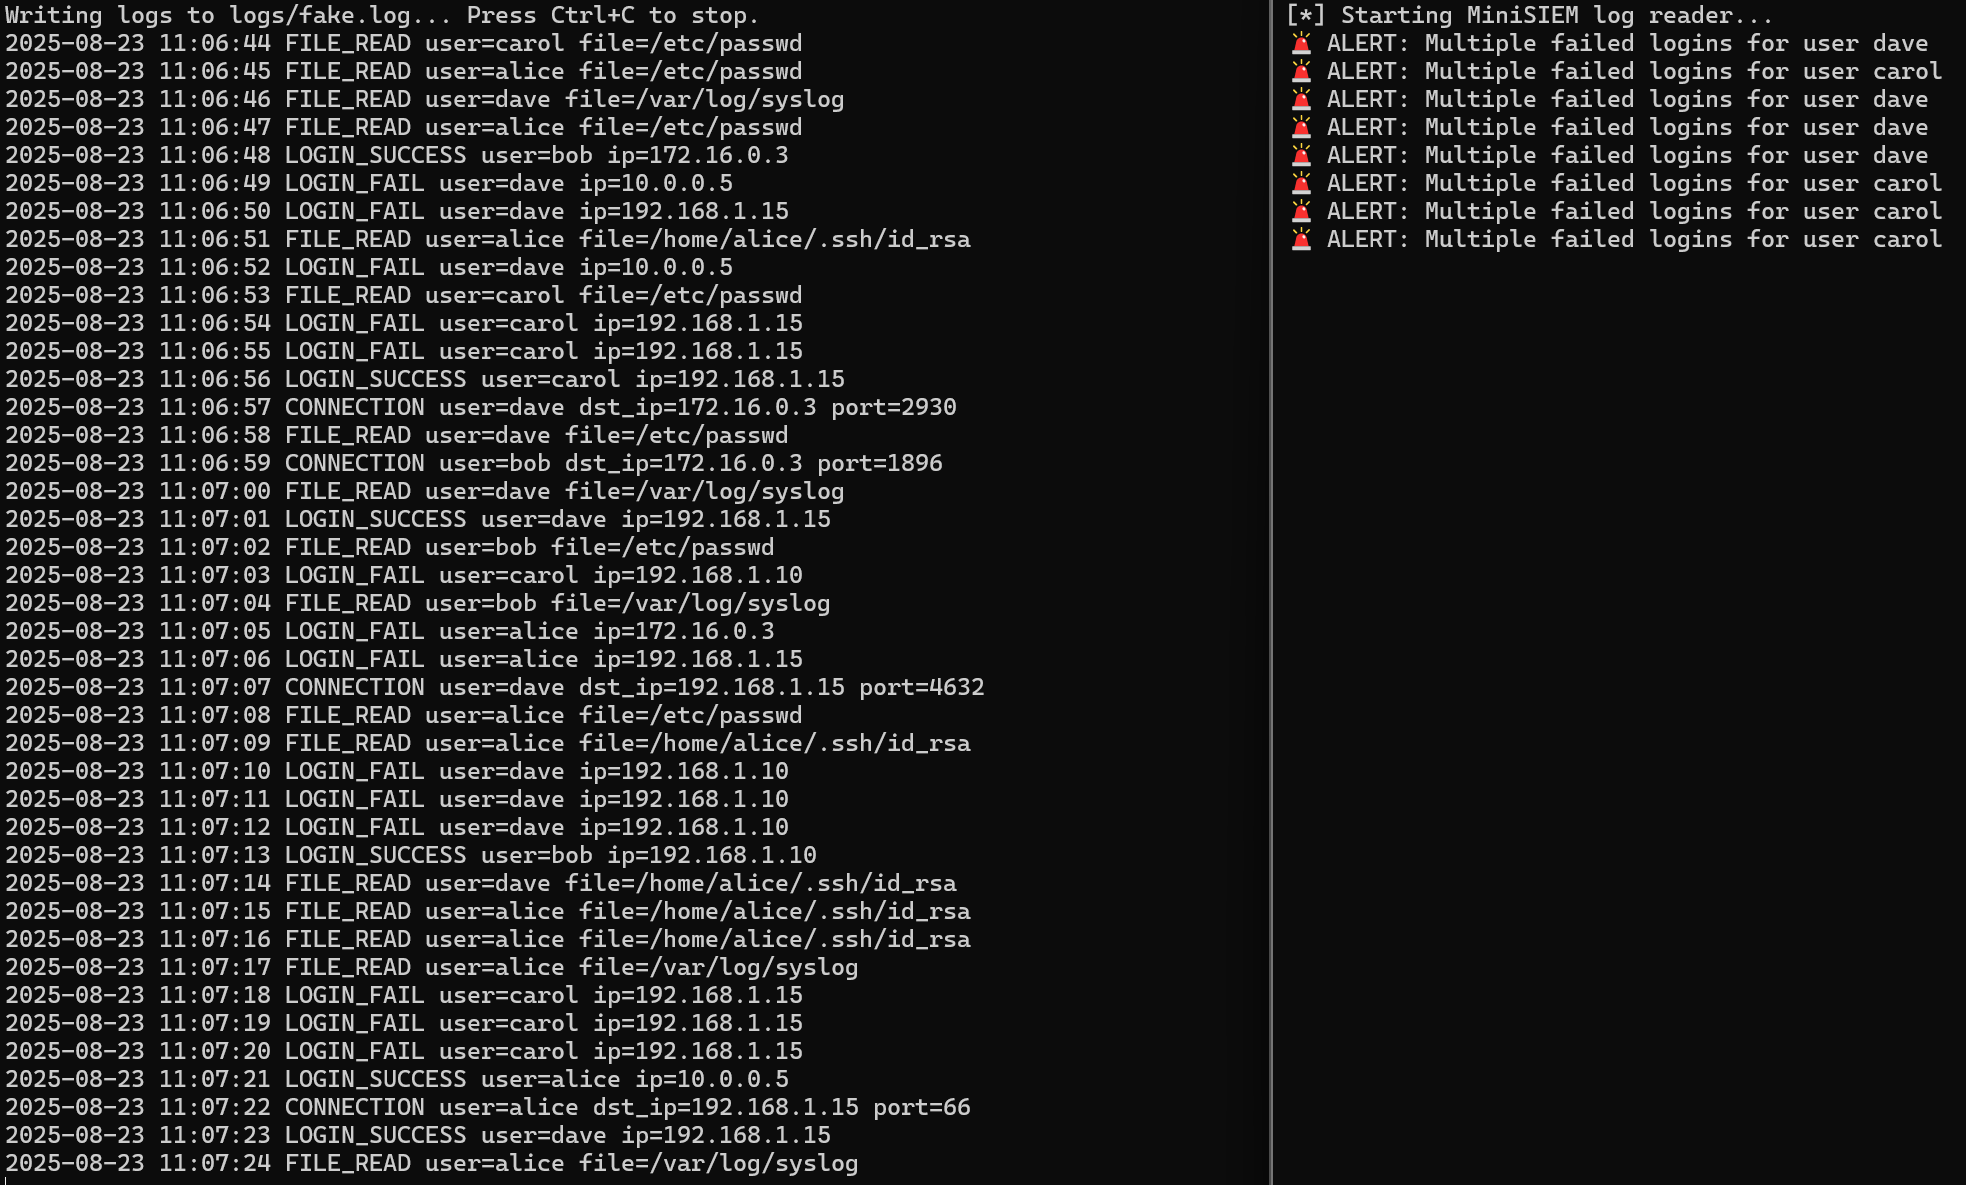 Writing logs to logs/fake.log... Press Ctrl+C to stop.
2025-08-23 11:06:44 FILE_READ user=carol file=/etc/passwd
2025-08-23 11:06:45 FILE_READ user=alice file=/etc/passwd
2025-08-23 11:06:46 FILE_READ user=dave file=/var/log/syslog
2025-08-23 11:06:47 FILE_READ user=alice file=/etc/passwd
2025-08-23 11:06:48 LOGIN_SUCCESS user=bob ip=172.16.0.3
2025-08-23 11:06:49 LOGIN_FAIL user=dave ip=10.0.0.5
2025-08-23 11:06:50 LOGIN_FAIL user=dave ip=192.168.1.15
2025-08-23 11:06:51 FILE_READ user=alice file=/home/alice/.ssh/id_rsa
2025-08-23 11:06:52 LOGIN_FAIL user=dave ip=10.0.0.5
2025-08-23 11:06:53 FILE_READ user=carol file=/etc/passwd
2025-08-23 11:06:54 LOGIN_FAIL user=carol ip=192.168.1.15
2025-08-23 11:06:55 LOGIN_FAIL user=carol ip=192.168.1.15
2025-08-23 11:06:56 LOGIN_SUCCESS user=carol ip=192.168.1.15
2025-08-23 11:06:57 CONNECTION user=dave dst_ip=172.16.0.3 port=2930
2025-08-23 11:06:58 FILE_READ user=dave file=/etc/passwd
2025-08-23 11:06:59 CONNECTION user=bob dst_ip=172.16.0.3 port=1896
2025-08-23 11:07:00 FILE_READ user=dave file=/var/log/syslog
2025-08-23 11:07:01 LOGIN_SUCCESS user=dave ip=192.168.1.15
2025-08-23 11:07:02 FILE_READ user=bob file=/etc/passwd
2025-08-23 11:07:03 LOGIN_FAIL user=carol ip=192.168.1.10
2025-08-23 11:07:04 FILE_READ user=bob file=/var/log/syslog
2025-08-23 11:07:05 LOGIN_FAIL user=alice ip=172.16.0.3
2025-08-23 11:07:06 LOGIN_FAIL user=alice ip=192.168.1.15
2025-08-23 11:07:07 CONNECTION user=dave dst_ip=192.168.1.15 port=4632
2025-08-23 11:07:08 FILE_READ user=alice file=/etc/passwd
2025-08-23 11:07:09 FILE_READ user=alice file=/home/alice/.ssh/id_rsa
2025-08-23 11:07:10 LOGIN_FAIL user=dave ip=192.168.1.10
2025-08-23 11:07:11 LOGIN_FAIL user=dave ip=192.168.1.10
2025-08-23 11:07:12 LOGIN_FAIL user=dave ip=192.168.1.10
2025-08-23 11:07:13 LOGIN_SUCCESS user=bob ip=192.168.1.10
2025-08-23 11:07:14 FILE_READ user=dave file=/home/alice/.ssh/id_rsa
2025-08-23 11:07:15 FILE_READ user=alice file=/home/alice/.ssh/id_rsa
2025-08-23 11:07:16 FILE_READ user=alice file=/home/alice/.ssh/id_rsa
2025-08-23 11:07:17 FILE_READ user=alice file=/var/log/syslog
2025-08-23 11:07:18 LOGIN_FAIL user=carol ip=192.168.1.15
2025-08-23 11:07:19 LOGIN_FAIL user=carol ip=192.168.1.15
2025-08-23 11:07:20 LOGIN_FAIL user=carol ip=192.168.1.15
2025-08-23 11:07:21 LOGIN_SUCCESS user=alice ip=10.0.0.5
2025-08-23 11:07:22 CONNECTION user=alice dst_ip=192.168.1.15 port=66
2025-08-23 11:07:23 LOGIN_SUCCESS user=dave ip=192.168.1.15
2025-08-23 11:07:24 FILE_READ user=alice file=/var/log/syslog
[*] Starting MiniSIEM log reader...
🚨 ALERT: Multiple failed logins for user dave
🚨 ALERT: Multiple failed logins for user carol
🚨 ALERT: Multiple failed logins for user dave
🚨 ALERT: Multiple failed logins for user dave
🚨 ALERT: Multiple failed logins for user dave
🚨 ALERT: Multiple failed logins for user carol
🚨 ALERT: Multiple failed logins for user carol
🚨 ALERT: Multiple failed logins for user carol